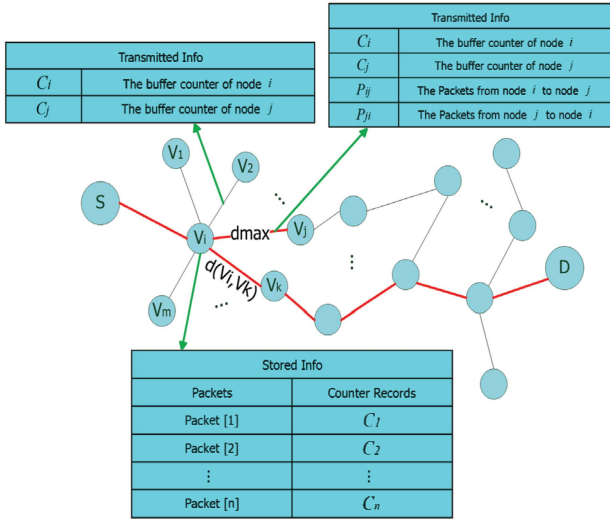 Transmitted Info
Ci The buffer counter of node i
Cj The buffer counter of node j
Transmitted Info
Ci The buffer counter of node i
Cj The buffer counter of node j
Pij The Packets from node i to node j
Pji The Packets from node j to node i
V1
V2
...
...
S
Vi
dmax
Vj
d(Vi,Vk)
...
Vk
D
Vm
...
Stored Info
Packets Counter Records
Packet [1] C1
Packet [2] C2
⋮ ⋮
Packet [n] Cn